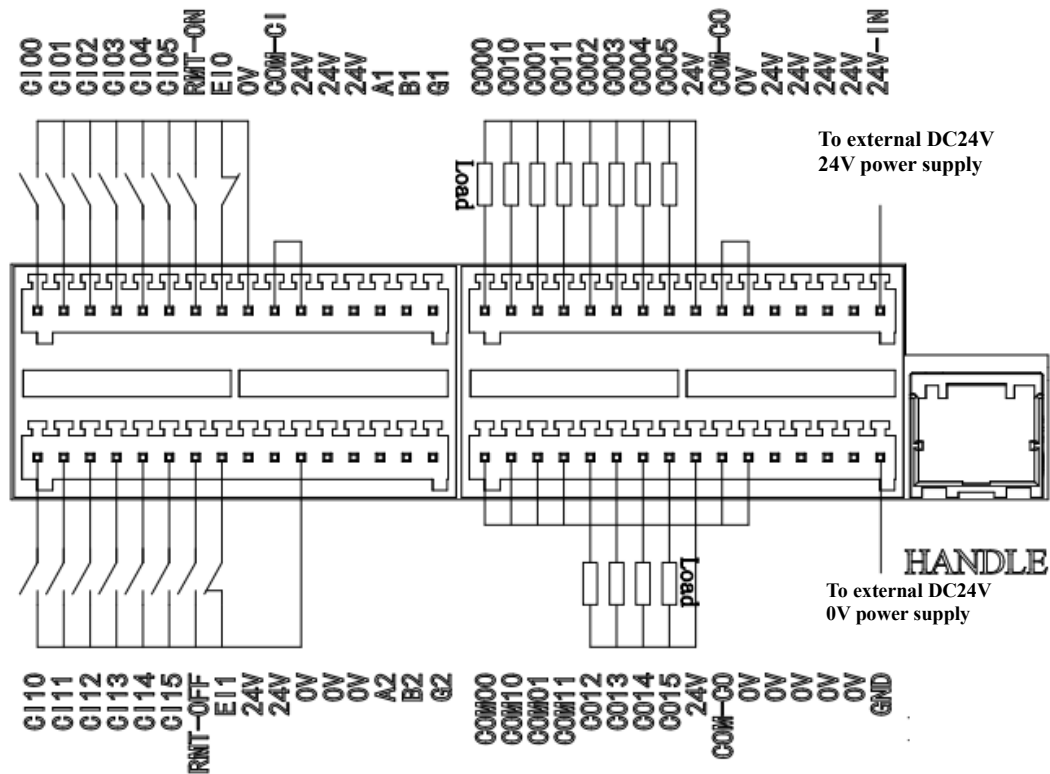 CI00
CI01
CI02
CI03
CI04
CI05
RMT-ON
EI0
0V
COM-CI
24V
24V
24V
A1
B1
G1
CO00
CO10
CO01
CO11
CO02
CO03
CO04
CO05
24V
COM-CO
0V
24V
24V
24V
24V
24V-IN
To external DC24V
24V power supply
Load
Load
HANDLE
To external DC24V
0V power supply
CI10
CI11
CI12
CI13
CI14
CI15
RMT-OFF
EI1
24V
24V
0V
0V
0V
A2
B2
G2
COM00
COM10
COM01
COM11
CO12
CO13
CO14
CO15
24V
COM-CO
0V
0V
0V
0V
0V
GND